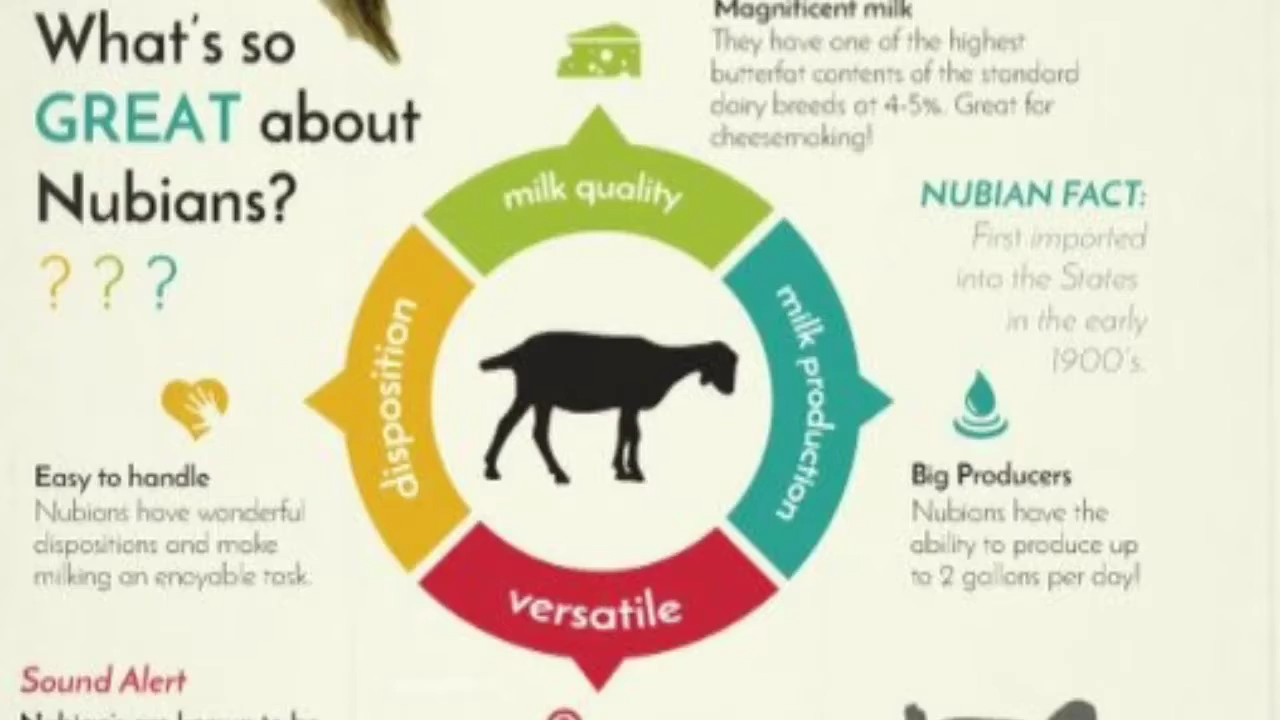 What's so
GREAT about
Nubians?
? ? ?
Magnificent milk
They have one of the highest
butterfat contents of the standard
dairy breeds at 4-5%. Great for
cheesemaking!
milk quality
NUBIAN FACT:
First imported
into the States
in the early
1900's.
disposition
milk production
Easy to handle
Nubians have wonderful
dispositions and make
milking an enoyable task.
Big Producers
Nubians have the
ability to produce up
to 2 gallons per day!
versatile
Sound Alert